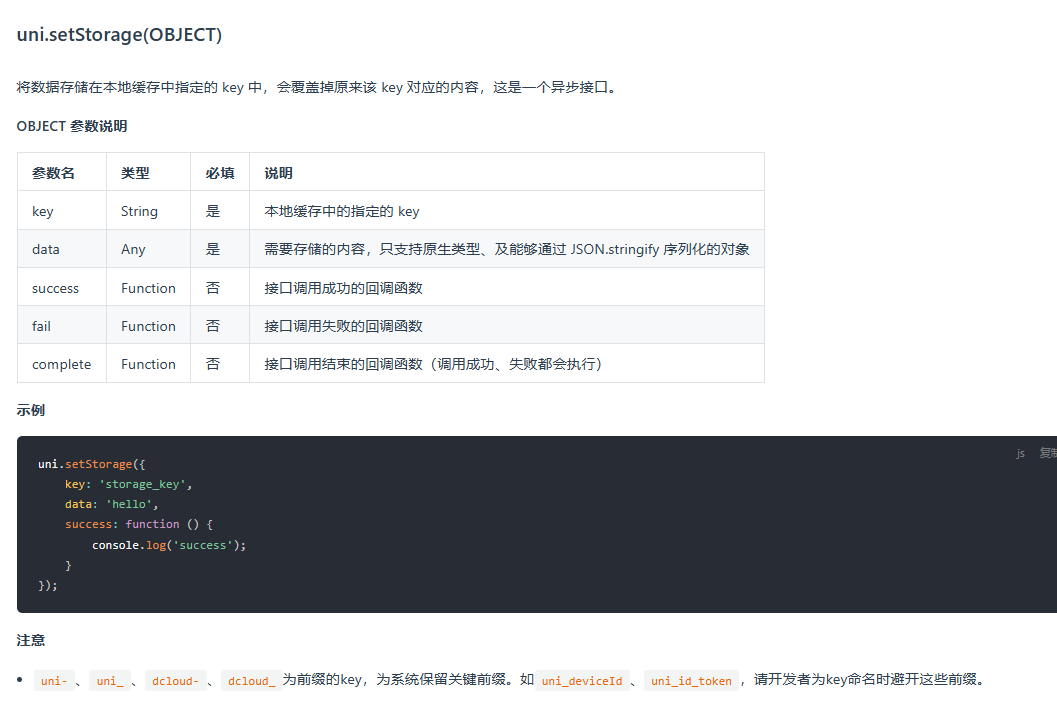 uni.setStorage(OBJECT)
将数据存储在本地缓存中指定的 key 中，会覆盖掉原来该 key 对应的内容，这是一个异步接口。
OBJECT 参数说明
参数名 类型 必填 说明
key String 是 本地缓存中的指定的 key
data Any 是 需要存储的内容，只支持原生类型、及能够通过 JSON.stringify 序列化的对象
success Function 否 接口调用成功的回调函数
fail Function 否 接口调用失败的回调函数
complete Function 否 接口调用结束的回调函数（调用成功、失败都会执行）
示例
js 复制
uni.setStorage({
    key: 'storage_key',
    data: 'hello',
    success: function () {
        console.log('success');
    }
});
注意
• uni- 、 uni_ 、 dcloud- 、 dcloud_ 为前缀的key，为系统保留关键前缀。如 uni_deviceId 、 uni_id_token ，请开发者为key命名时避开这些前缀。